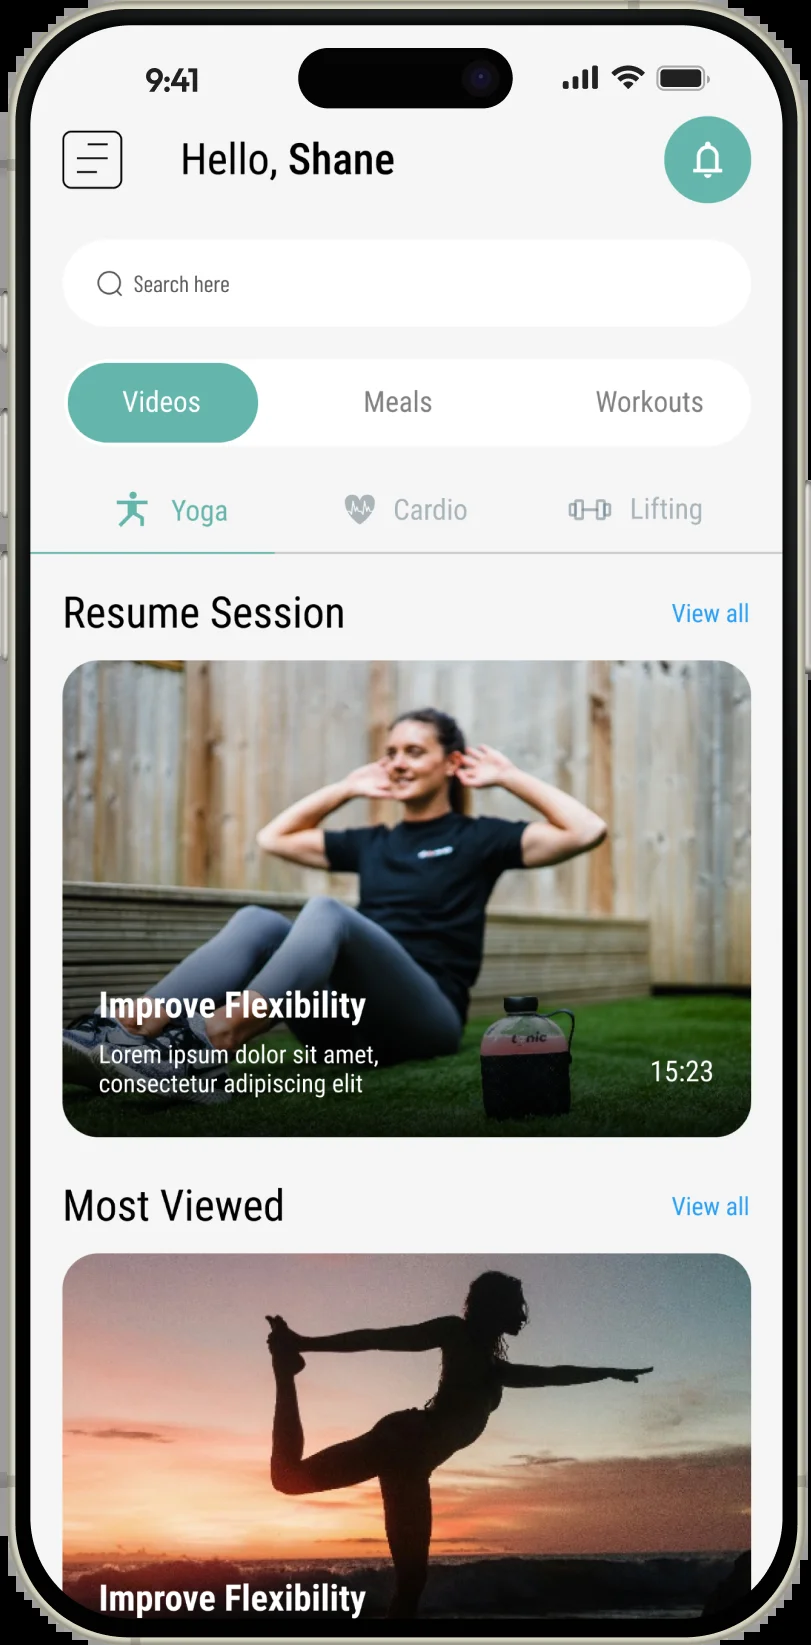 9:41
Hello, Shane
Search here
Videos
Meals
Workouts
Yoga
Cardio
Lifting
Resume Session
View all
Improve Flexibility
Lorem ipsum dolor sit amet,
consectetur adipiscing elit
15:23
Most Viewed
View all
Improve Flexibility